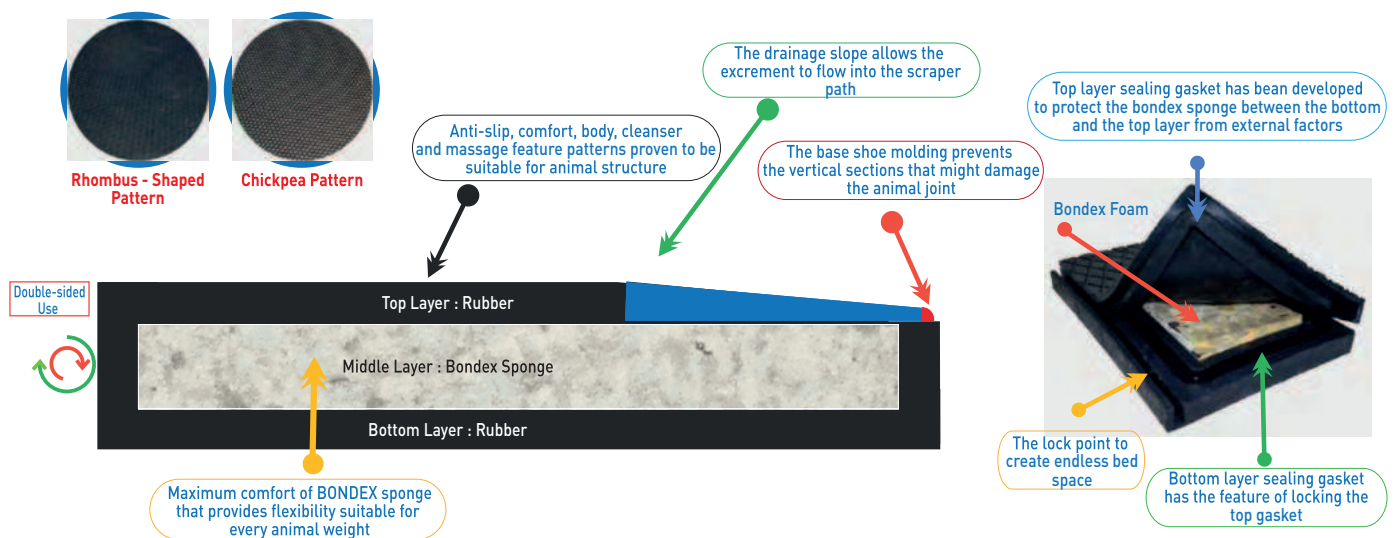 Rhombus - Shaped
Pattern
Chickpea Pattern
Anti-slip, comfort, body, cleanser
and massage feature patterns proven to be
suitable for animal structure
The drainage slope allows the
excrement to flow into the scraper
path
The base shoe molding prevents
the vertical sections that might damage
the animal joint
Top layer sealing gasket has bean developed
to protect the bondex sponge between the bottom
and the top layer from external factors
Bondex Foam
Double-sided
Use
Top Layer : Rubber
Middle Layer : Bondex Sponge
Bottom Layer : Rubber
Maximum comfort of BONDEX sponge
that provides flexibility suitable for
every animal weight
The lock point to
create endless bed
space
Bottom layer sealing gasket
has the feature of locking the
top gasket